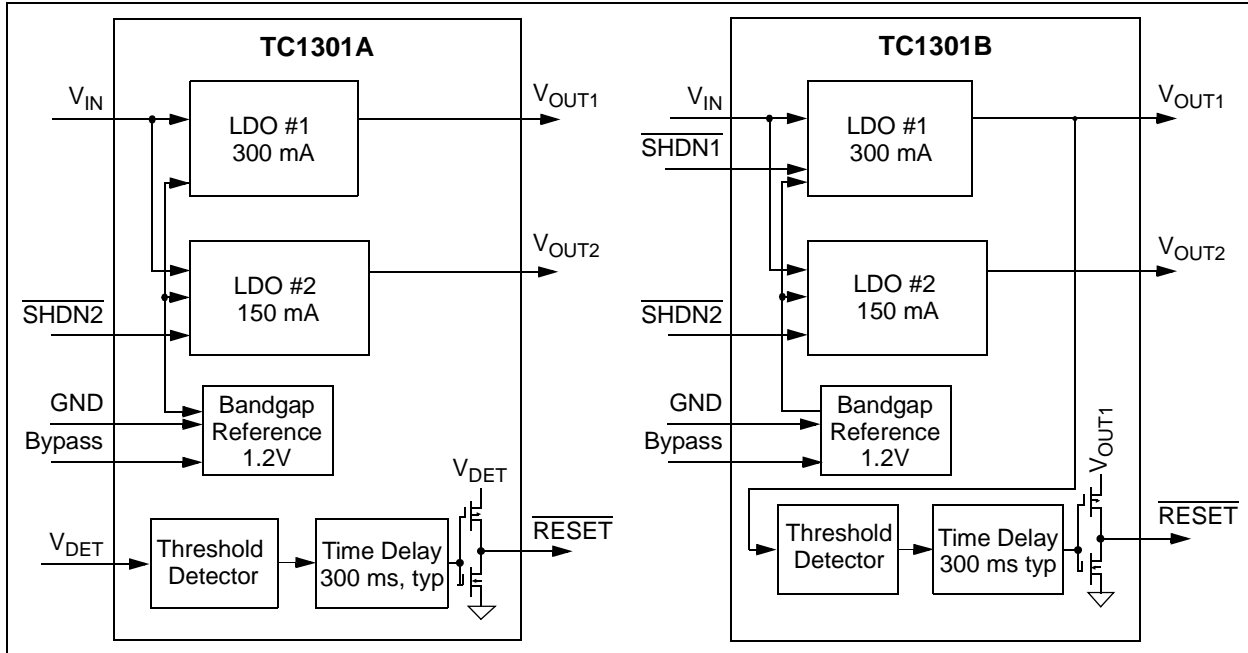 TC1301A
V_IN
LDO #1
300 mA
V_OUT1
LDO #2
150 mA
V_OUT2
SHDN2
GND
Bypass
Bandgap
Reference
1.2V
V_DET
Threshold
Detector
Time Delay
300 ms, typ
V_DET
RESET
TC1301B
V_IN
SHDN1
LDO #1
300 mA
V_OUT1
LDO #2
150 mA
V_OUT2
SHDN2
GND
Bypass
Bandgap
Reference
1.2V
Threshold
Detector
Time Delay
300 ms typ
V_OUT1
RESET